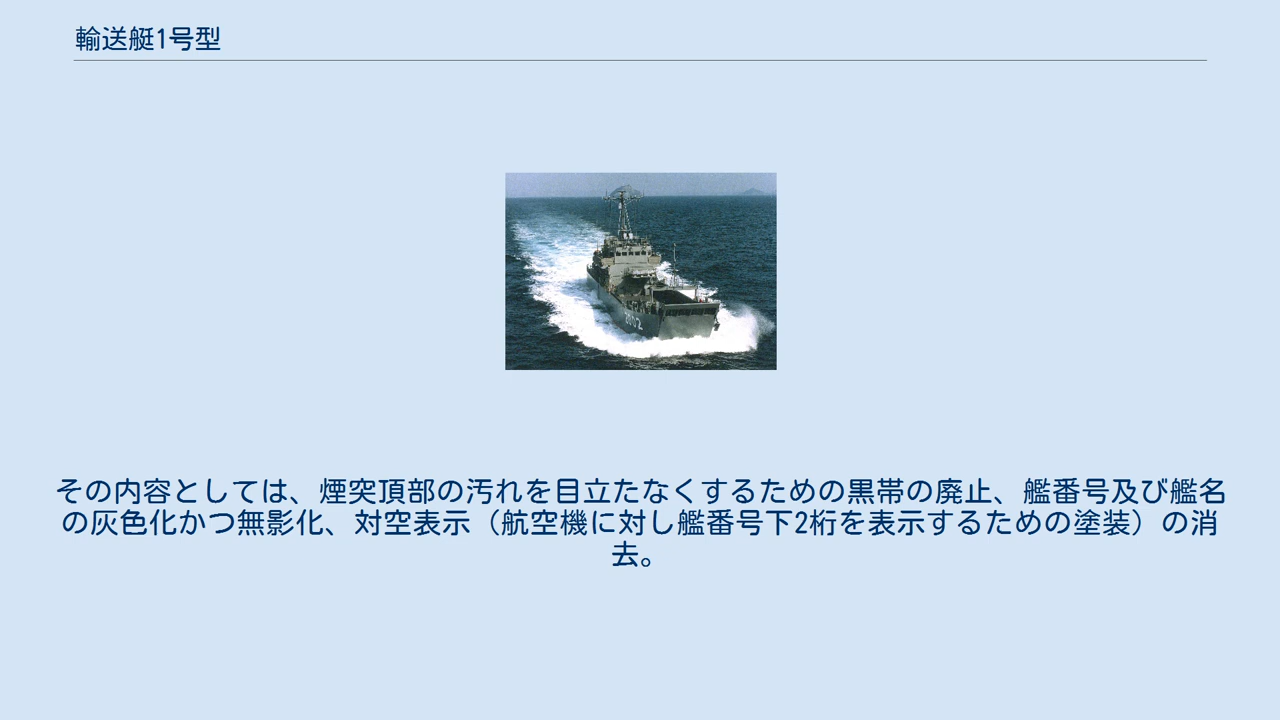 輸送艇1号型
2002
その内容としては、煙突頂部の汚れを目立たなくするための黒帯の廃止、艦番号及び艦名
の灰色化かつ無影化、対空表示（航空機に対し艦番号下2桁を表示するための塗装）の消
去。